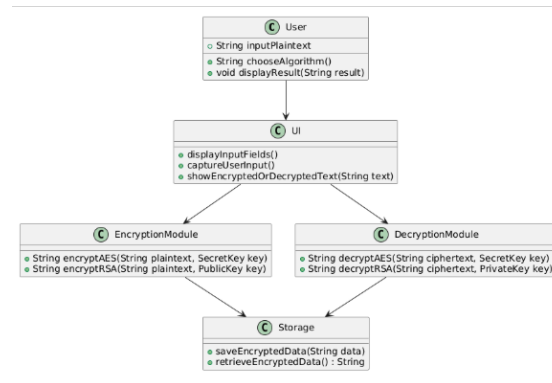 C User
String inputPlaintext
String chooseAlgorithm()
void displayResult(String result)
C UI
displayInputFields()
captureUserInput()
showEncryptedOrDecryptedText(String text)
C EncryptionModule
String encryptAES(String plaintext, SecretKey key)
String encryptRSA(String plaintext, PublicKey key)
C DecryptionModule
String decryptAES(String ciphertext, SecretKey key)
String decryptRSA(String ciphertext, PrivateKey key)
C Storage
saveEncryptedData(String data)
retrieveEncryptedData() : String